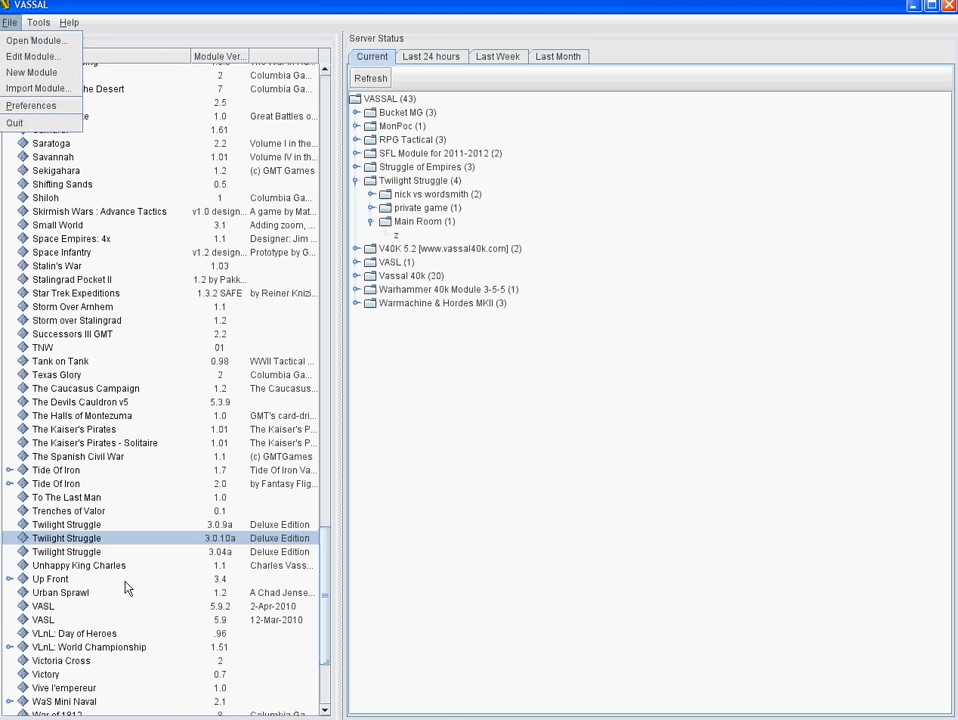 VASSAL
File Tools Help
Open Module...
Edit Module...
New Module
Import Module...
Preferences
Quit
Module Ver...
2 Columbia Ga...
the Desert 7 Columbia Ga...
2.5
1.0 Great Battles o...
1.61
Saratoga 2.2 Volume I in the...
Savannah 1.01 Volume IV in th...
Sekigahara 1.2 (c) GMT Games
Shifting Sands 0.5
Shiloh 1 Columbia Ga...
Skirmish Wars : Advance Tactics v1.0 design... A game by Mat...
Small World 3.1 Adding zoom, ...
Space Empires: 4x 1.1 Designer: Jim ...
Space Infantry v1.2 design... Prototype by G...
Stalin's War 1.03
Stalingrad Pocket II 1.2 by Pakk...
Star Trek Expeditions 1.3.2 SAFE by Reiner Knizi...
Storm Over Arnhem 1.1
Storm over Stalingrad 1.2
Successors III GMT 2.2
TNW 01
Tank on Tank 0.98 WWII Tactical ...
Texas Glory 2 Columbia Ga...
The Caucasus Campaign 1.2 The Caucasus...
The Devils Cauldron v5 5.3.9
The Halls of Montezuma 1.0 GMT's card-dri...
The Kaiser's Pirates 1.01 The Kaiser's P...
The Kaiser's Pirates - Solitaire 1.01 The Kaiser's P...
The Spanish Civil War 1.1 (c) GMTGames
Tide Of Iron 1.7 Tide Of Iron Va...
Tide Of Iron 2.0 by Fantasy Flig...
To The Last Man 1.0
Trenches of Valor 0.1
Twilight Struggle 3.0.9a Deluxe Edition
Twilight Struggle 3.0.10a Deluxe Edition
Twilight Struggle 3.04a Deluxe Edition
Unhappy King Charles 1.1 Charles Vass...
Up Front 3.4
Urban Sprawl 1.2 A Chad Jense...
VASL 5.9.2 2-Apr-2010
VASL 5.9 12-Mar-2010
VLnL: Day of Heroes .96
VLnL: World Championship 1.51
Victoria Cross 2
Victory 0.7
Vive l'empereur 1.0
WaS Mini Naval 2.1
War of 1812 8 Columbia Ga...
Server Status
Current Last 24 hours Last Week Last Month
Refresh
VASSAL (43)
Bucket MG (3)
MonPoc (1)
RPG Tactical (3)
SFL Module for 2011-2012 (2)
Struggle of Empires (3)
Twilight Struggle (4)
nick vs wordsmith (2)
private game (1)
Main Room (1)
z
V40K 5.2 [www.vassal40k.com] (2)
VASL (1)
Vassal 40k (20)
Warhammer 40k Module 3-5-5 (1)
Warmachine & Hordes MKII (3)